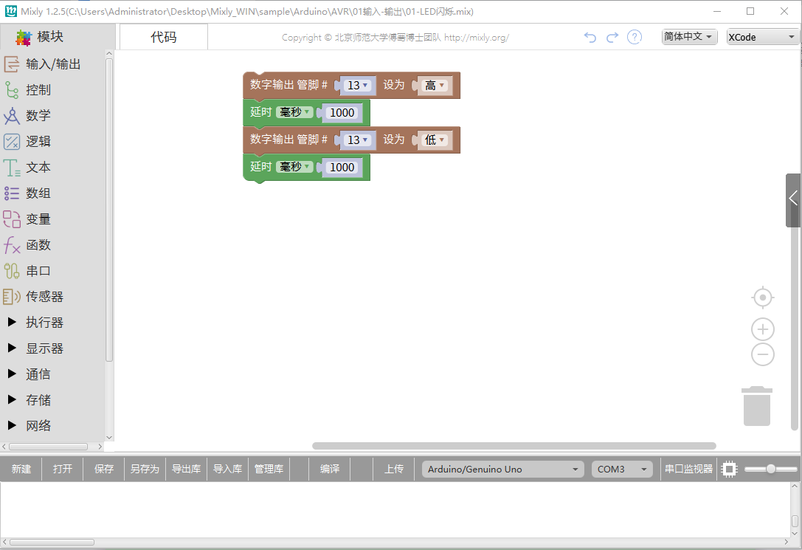 Mixly 1.2.5(C:\Users\Administrator\Desktop\Mixly_WIN\sample\Arduino\AVR\01输入-输出\01-LED闪烁.mix)
模块 代码 Copyright © 北京师范大学傅骞博士团队 http://mixly.org/ ? 简体中文 XCode
输入/输出
控制
数学
逻辑
文本
数组
变量
函数
串口
传感器
执行器
显示器
通信
存储
网络
数字输出 管脚 # 13 设为 高
延时 毫秒 1000
数字输出 管脚 # 13 设为 低
延时 毫秒 1000
新建 打开 保存 另存为 导出库 导入库 管理库 编译 上传 Arduino/Genuino Uno COM3 串口监视器